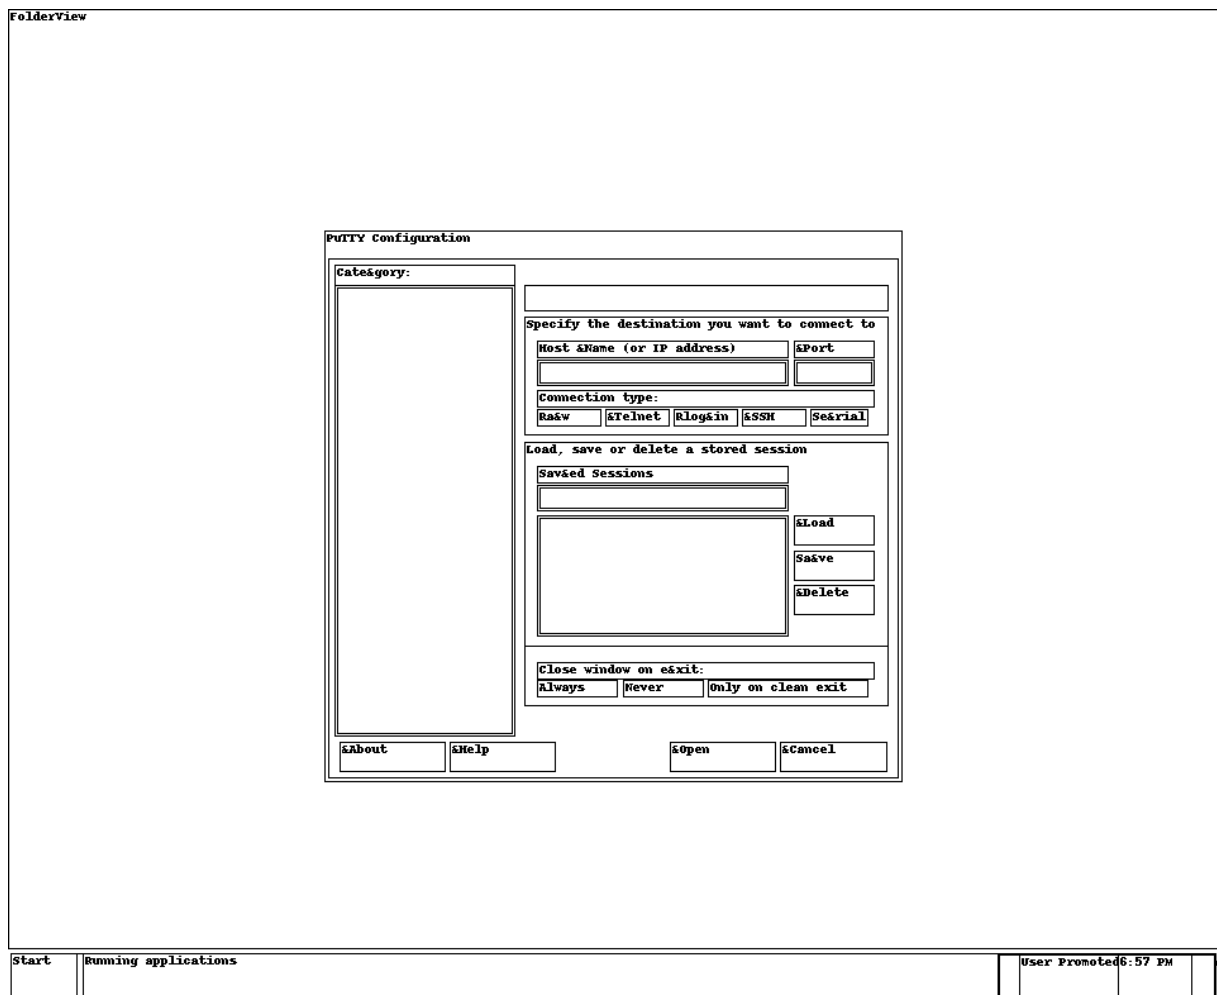 FolderView
PuTTY Configuration
Cate&gory:
Specify the destination you want to connect to
Host &Name (or IP address) &Port
Connection type:
Ra&w &Telnet Rlog&in &SSH Se&rial
Load, save or delete a stored session
Sav&ed Sessions
&Load
Sa&ve
&Delete
Close window on e&xit:
Always Never Only on clean exit
&About &Help &Open &Cancel
Start Running applications User Promoted 6:57 PM